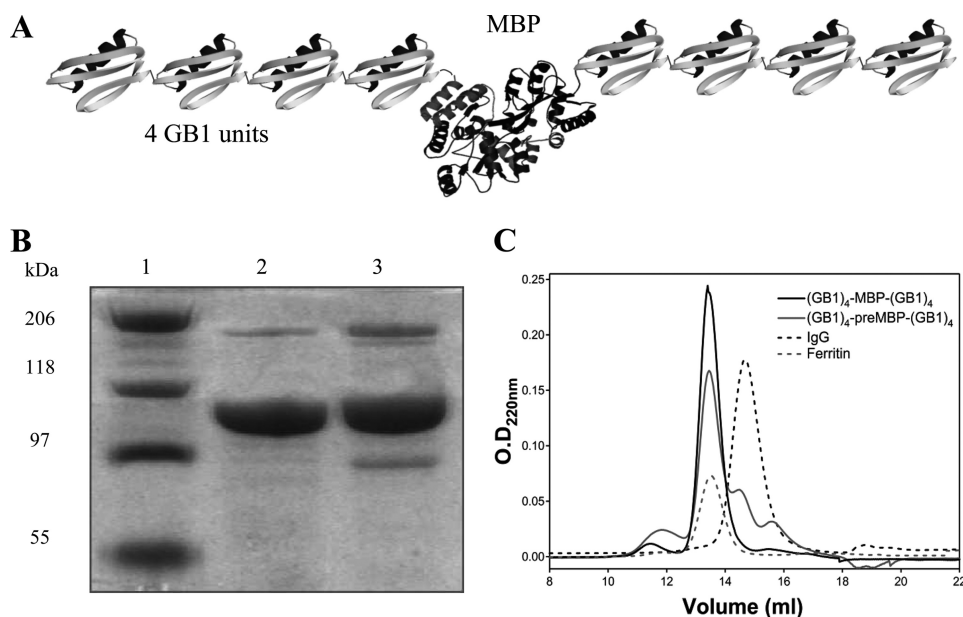 A
MBP
4 GB1 units
B
kDa
1
2
3
206
118
97
55
C
0.25
0.20
0.15
0.10
0.05
0.00
O.D220nm
(GB1)4-MBP-(GB1)4
(GB1)4-preMBP-(GB1)4
IgG
Ferritin
8
10
12
14
16
18
20
22
Volume (ml)